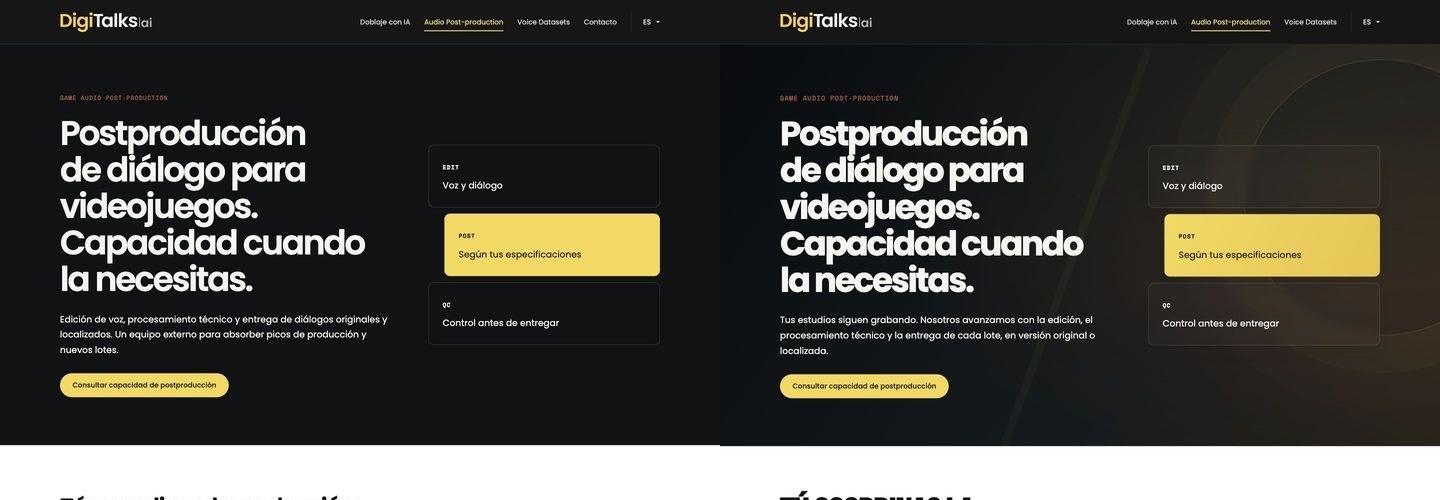 DigiTalks|ai
Doblaje con IA
Audio Post-production
Voice Datasets
Contacto
ES
GAME AUDIO POST-PRODUCTION
Postproducción
de diálogo para
videojuegos.
Capacidad cuando
la necesitas.
Edición de voz, procesamiento técnico y entrega de diálogos originales y
localizados. Un equipo externo para absorber picos de producción y
nuevos lotes.
Consultar capacidad de postproducción
EDIT
Voz y diálogo
POST
Según tus especificaciones
QC
Control antes de entregar
DigiTalks|ai
Doblaje con IA
Audio Post-production
Voice Datasets
ES
GAME AUDIO POST-PRODUCTION
Postproducción
de diálogo para
videojuegos.
Capacidad cuando
la necesitas.
Tus estudios siguen grabando. Nosotros avanzamos con la edición, el
procesamiento técnico y la entrega de cada lote, en versión original o
localizada.
Consultar capacidad de postproducción
EDIT
Voz y diálogo
POST
Según tus especificaciones
QC
Control antes de entregar